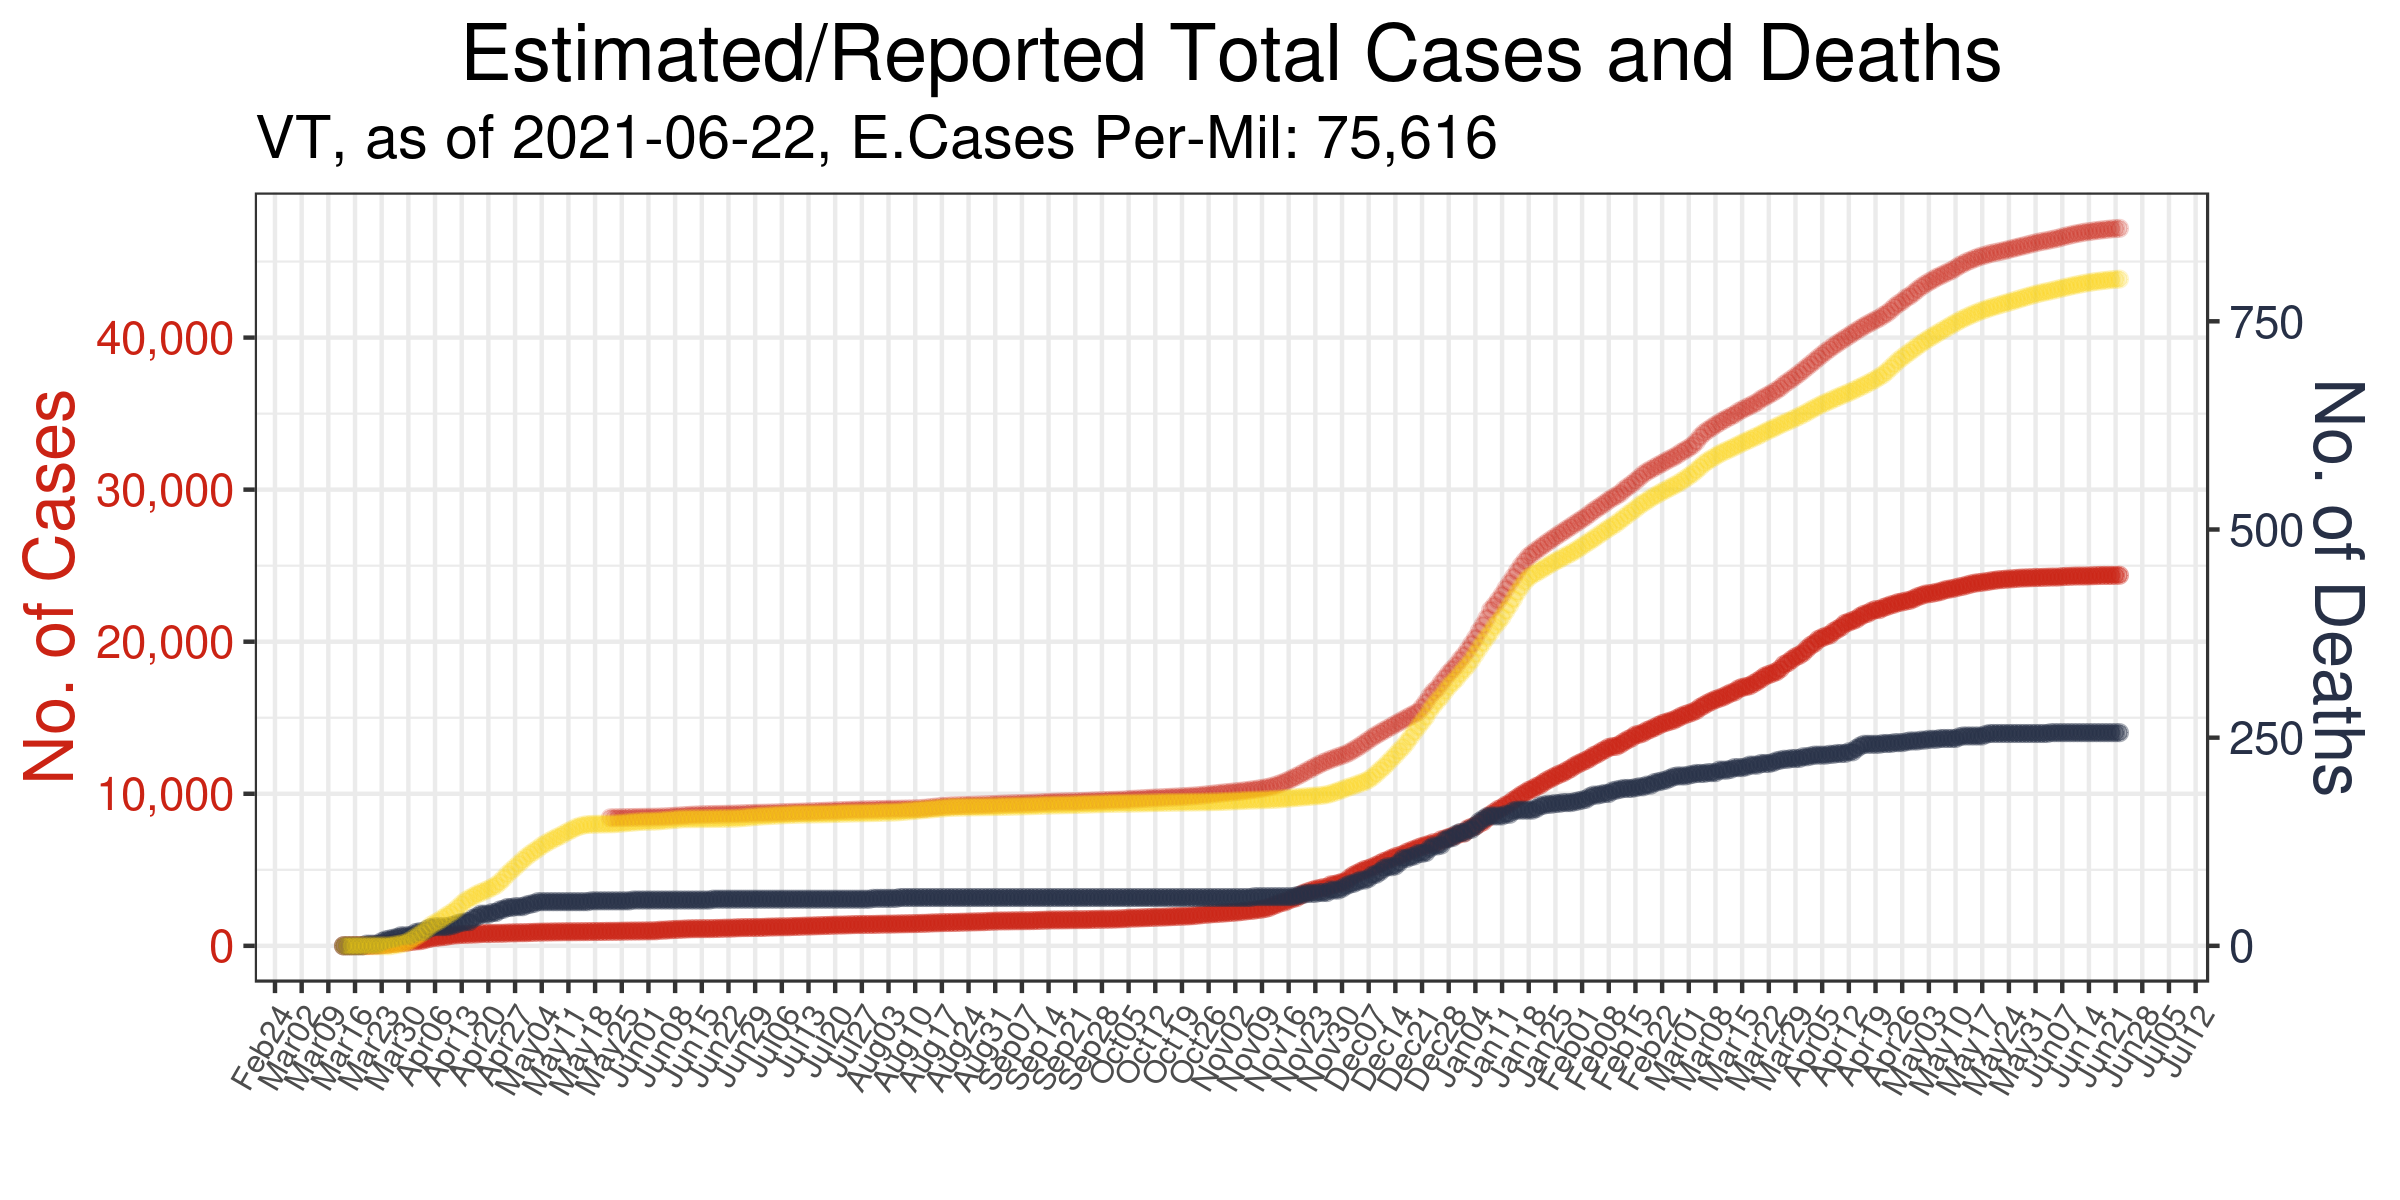 Estimated/Reported Total Cases and Deaths
VT, as of 2021-06-22, E.Cases Per-Mil: 75,616
No. of Cases
40,000
30,000
20,000
10,000
0
750
500
250
0
No. of Deaths
Feb24 Mar02 Mar09 Mar16 Mar23 Mar30 Apr06 Apr13 Apr20 Apr27 May04 May11 May18 May25 Jun01 Jun08 Jun15 Jun22 Jun29 Jul06 Jul13 Jul20 Jul27 Aug03 Aug10 Aug17 Aug24 Aug31 Sep07 Sep14 Sep21 Sep28 Oct05 Oct12 Oct19 Oct26 Nov02 Nov09 Nov16 Nov23 Nov30 Dec07 Dec14 Dec21 Dec28 Jan04 Jan11 Jan18 Jan25 Feb01 Feb08 Feb15 Feb22 Mar01 Mar08 Mar15 Mar22 Mar29 Apr05 Apr12 Apr19 Apr26 May03 May10 May17 May24 May31 Jun07 Jun14 Jun21 Jun28 Jul05 Jul12